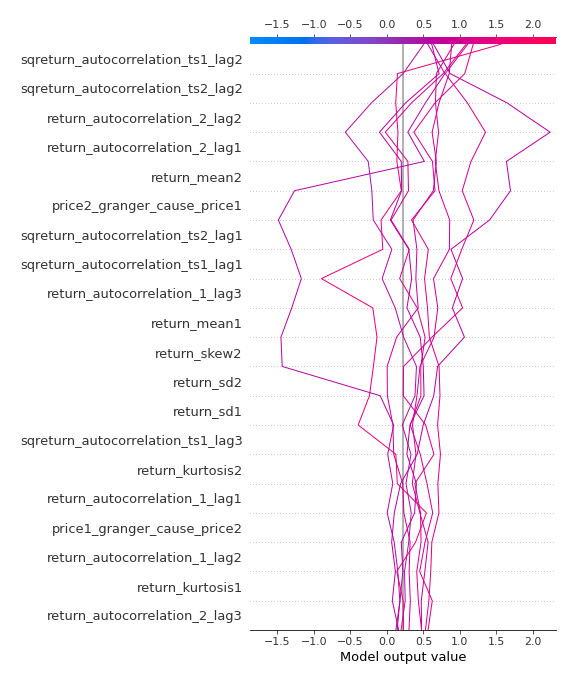 −1.5 −1.0 −0.5 0.0 0.5 1.0 1.5 2.0
sqreturn_autocorrelation_ts1_lag2
sqreturn_autocorrelation_ts2_lag2
return_autocorrelation_2_lag2
return_autocorrelation_2_lag1
return_mean2
price2_granger_cause_price1
sqreturn_autocorrelation_ts2_lag1
sqreturn_autocorrelation_ts1_lag1
return_autocorrelation_1_lag3
return_mean1
return_skew2
return_sd2
return_sd1
sqreturn_autocorrelation_ts1_lag3
return_kurtosis2
return_autocorrelation_1_lag1
price1_granger_cause_price2
return_autocorrelation_1_lag2
return_kurtosis1
return_autocorrelation_2_lag3
−1.5 −1.0 −0.5 0.0 0.5 1.0 1.5 2.0
Model output value